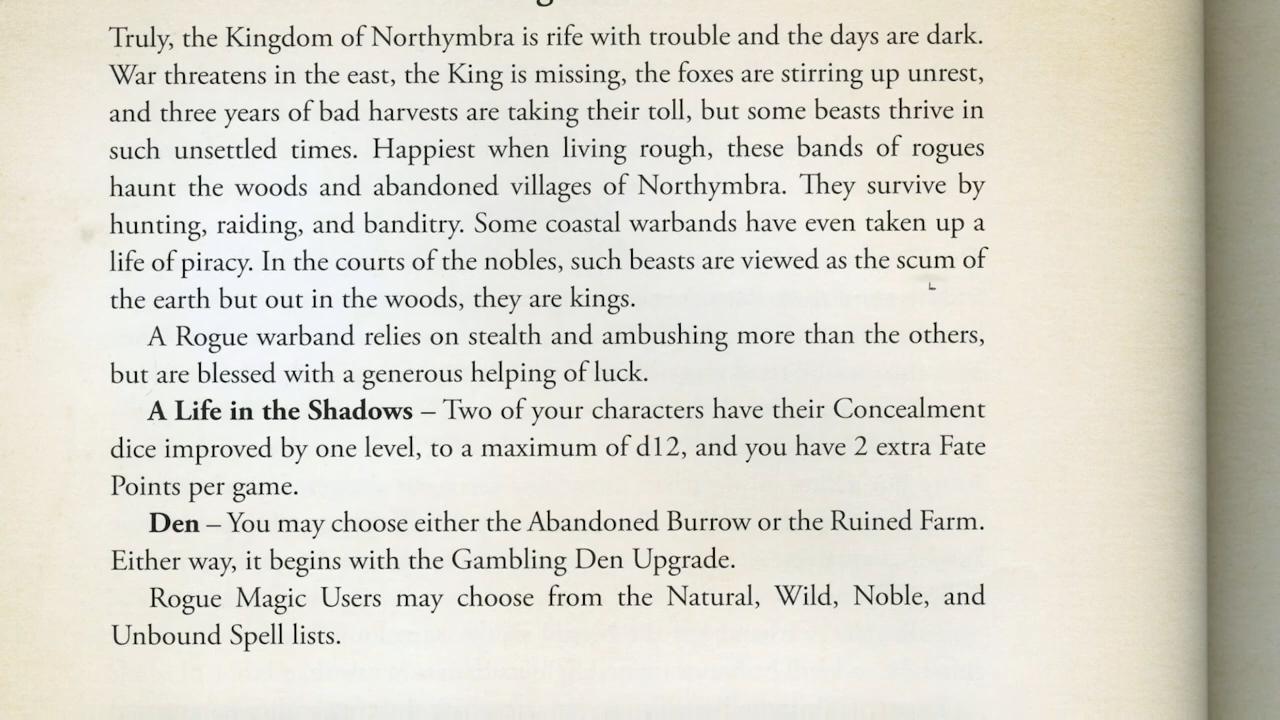 Truly, the Kingdom of Northymbra is rife with trouble and the days are dark.
War threatens in the east, the King is missing, the foxes are stirring up unrest,
and three years of bad harvests are taking their toll, but some beasts thrive in
such unsettled times. Happiest when living rough, these bands of rogues
haunt the woods and abandoned villages of Northymbra. They survive by
hunting, raiding, and banditry. Some coastal warbands have even taken up a
life of piracy. In the courts of the nobles, such beasts are viewed as the scum of
the earth but out in the woods, they are kings.
A Rogue warband relies on stealth and ambushing more than the others,
but are blessed with a generous helping of luck.
A Life in the Shadows – Two of your characters have their Concealment
dice improved by one level, to a maximum of d12, and you have 2 extra Fate
Points per game.
Den – You may choose either the Abandoned Burrow or the Ruined Farm.
Either way, it begins with the Gambling Den Upgrade.
Rogue Magic Users may choose from the Natural, Wild, Noble, and
Unbound Spell lists.